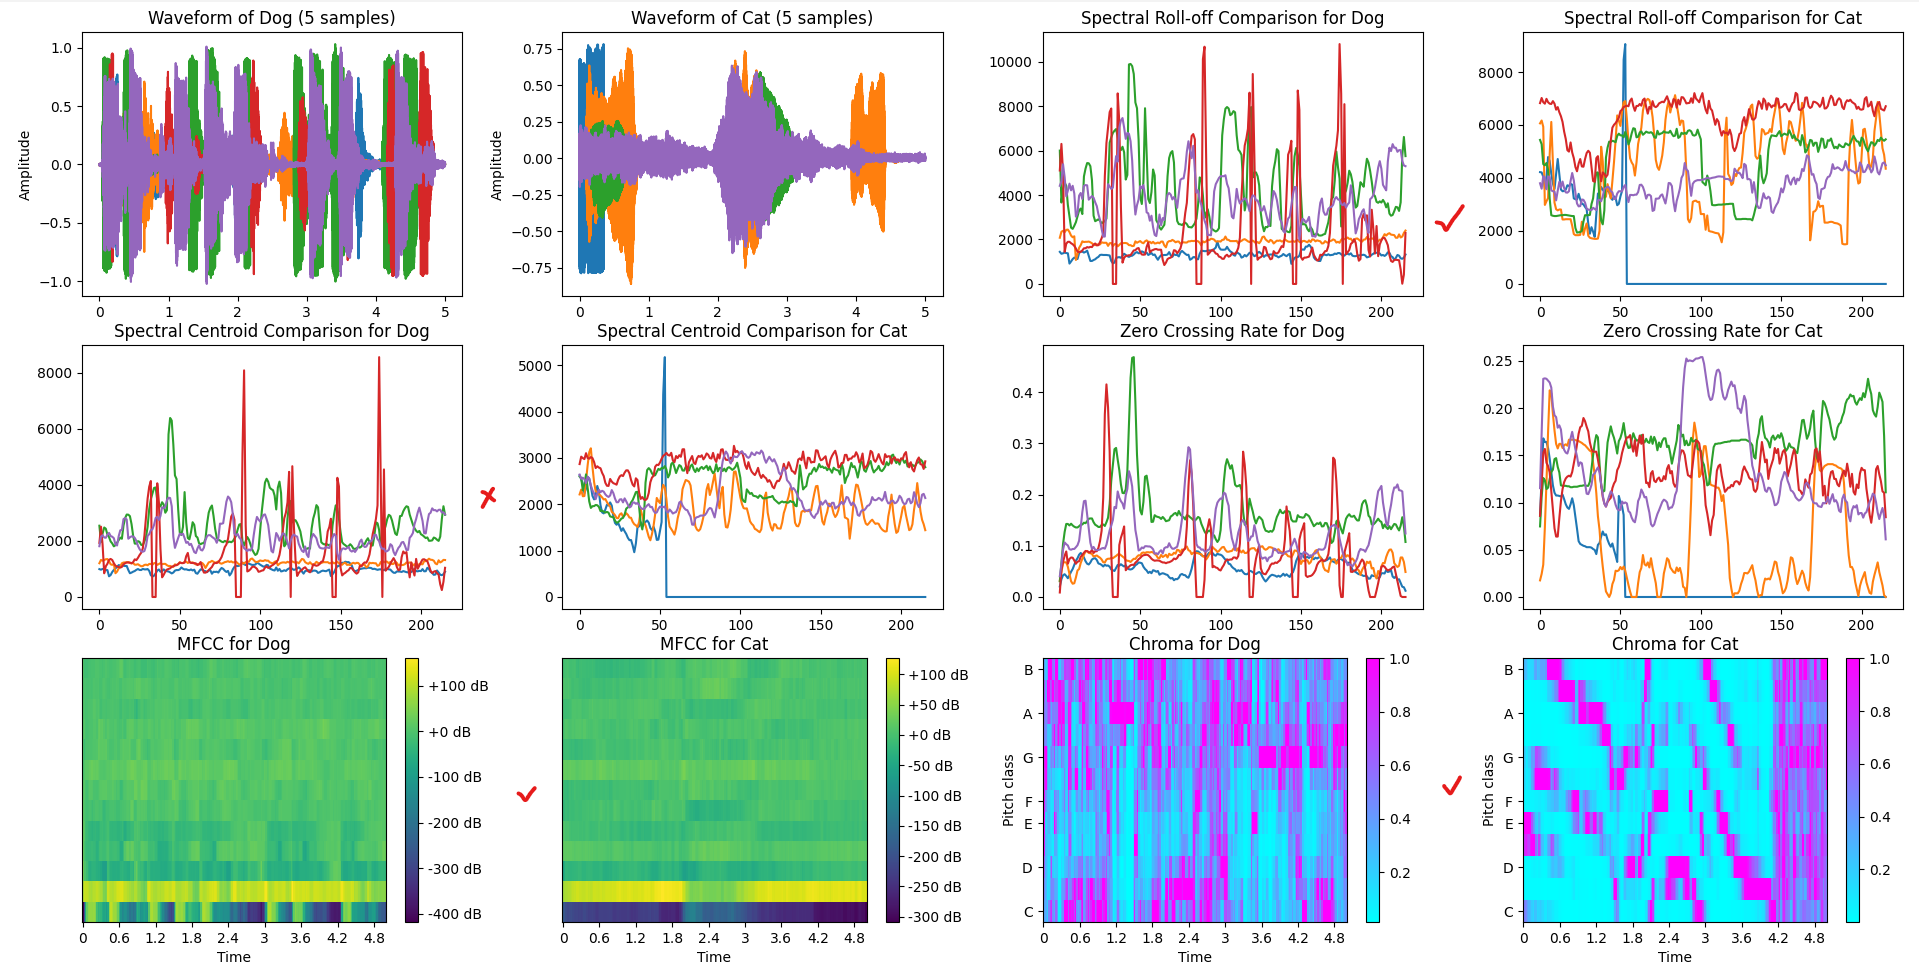 Waveform of Dog (5 samples)
Waveform of Cat (5 samples)
Spectral Roll-off Comparison for Dog
Spectral Roll-off Comparison for Cat
Amplitude
1.0
0.5
0.0
−0.5
−1.0
0 1 2 3 4 5
Amplitude
0.75
0.50
0.25
0.00
−0.25
−0.50
−0.75
0 1 2 3 4 5
10000
8000
6000
4000
2000
0
0 50 100 150 200
8000
6000
4000
2000
0
0 50 100 150 200
Spectral Centroid Comparison for Dog
Spectral Centroid Comparison for Cat
Zero Crossing Rate for Dog
Zero Crossing Rate for Cat
8000
6000
4000
2000
0
0 50 100 150 200
5000
4000
3000
2000
1000
0
0 50 100 150 200
0.4
0.3
0.2
0.1
0.0
0 50 100 150 200
0.25
0.20
0.15
0.10
0.05
0.00
0 50 100 150 200
MFCC for Dog
MFCC for Cat
Chroma for Dog
Chroma for Cat
+100 dB
+0 dB
-100 dB
-200 dB
-300 dB
-400 dB
0 0.6 1.2 1.8 2.4 3 3.6 4.2 4.8
Time
+100 dB
+50 dB
+0 dB
-50 dB
-100 dB
-150 dB
-200 dB
-250 dB
-300 dB
0 0.6 1.2 1.8 2.4 3 3.6 4.2 4.8
Time
Pitch class
B
A
G
F
E
D
C
0 0.6 1.2 1.8 2.4 3 3.6 4.2 4.8
Time
1.0
0.8
0.6
0.4
0.2
Pitch class
B
A
G
F
E
D
C
0 0.6 1.2 1.8 2.4 3 3.6 4.2 4.8
Time
1.0
0.8
0.6
0.4
0.2